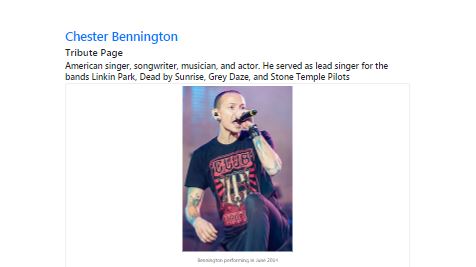 Chester Bennington
Tribute Page
American singer, songwriter, musician, and actor. He served as lead singer for the
bands Linkin Park, Dead by Sunrise, Grey Daze, and Stone Temple Pilots
Bennington performing in June 2014